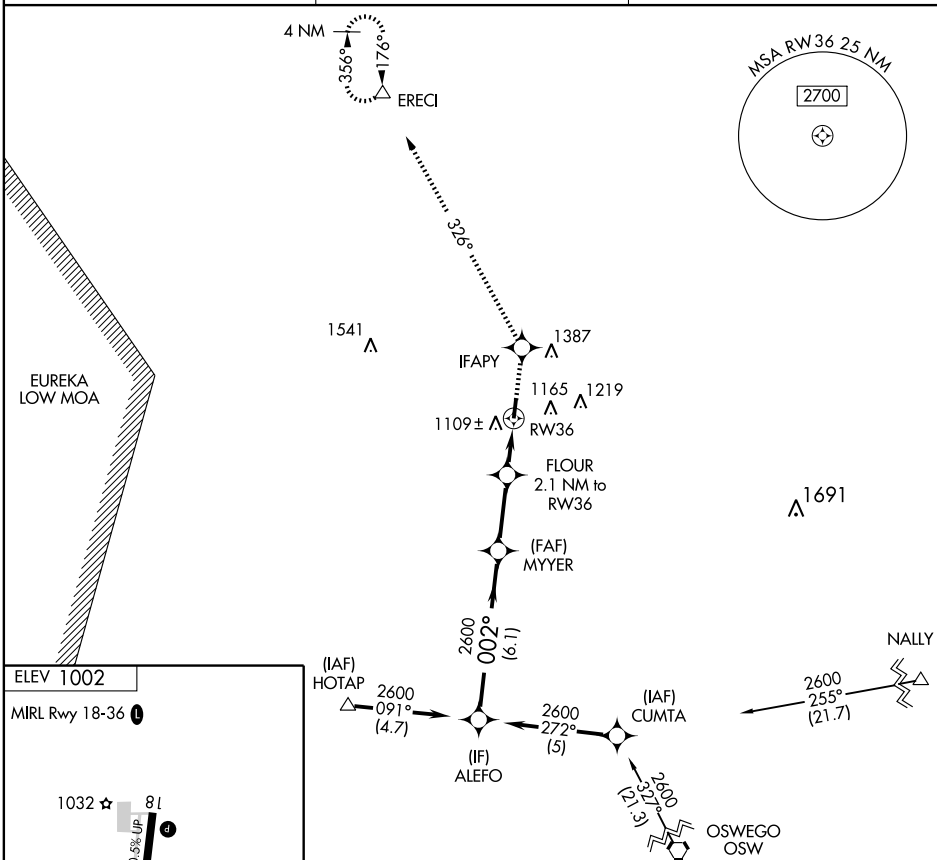 4 NM
356°
176°
ERECI
MSA RW36 25 NM
2700
326°
1541
1387
IFAPY
EUREKA
LOW MOA
1165
1219
1109±
RW36
FLOUR
2.1 NM to
RW36
1691
(FAF)
MYYER
2600
002°
(6.1)
NALLY
2600
255°
(21.7)
(IAF)
HOTAP
2600
091°
(4.7)
2600
272°
(5)
(IAF)
CUMTA
(IF)
ALEFO
2600
327°
(21.3)
OSWEGO
OSW
ELEV 1002
MIRL Rwy 18-36 L
1032
18
P
0.5% UP